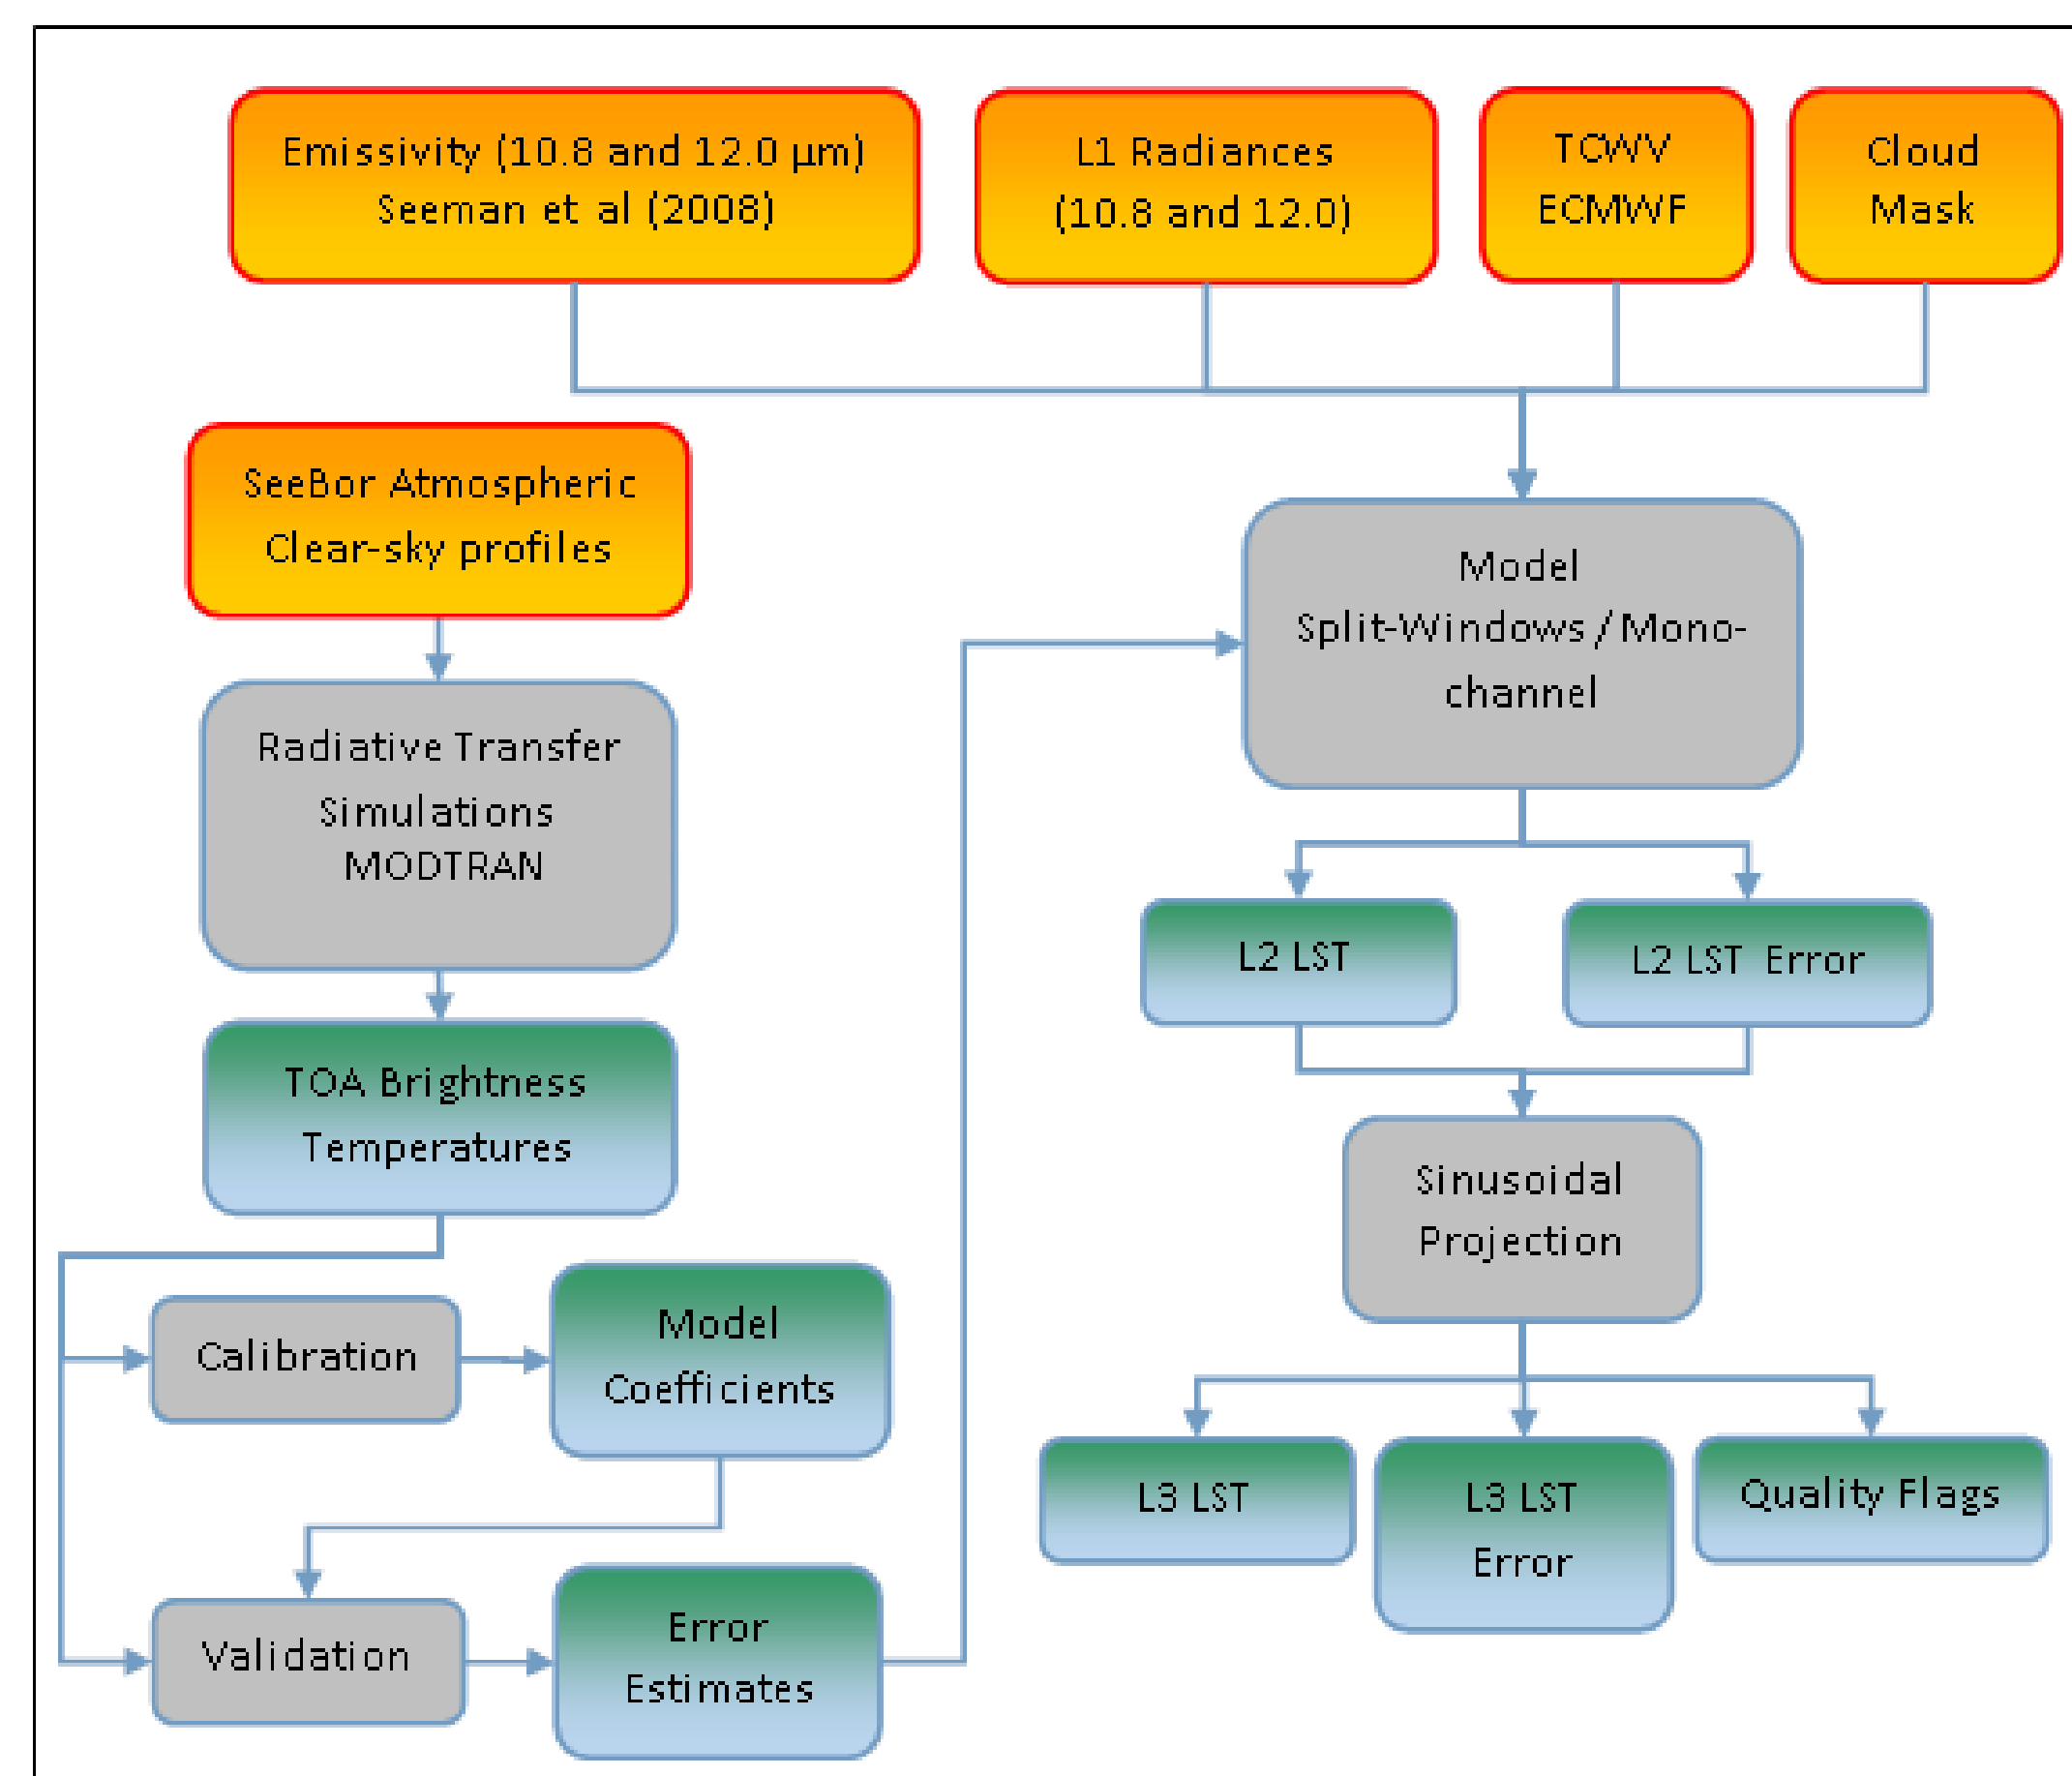 Emissivity (10.8 and 12.0 µm)
Seeman et al (2008)
L1 Radiances
(10.8 and 12.0)
TCWV
ECMWF
Cloud
Mask
SeeBor Atmospheric
Clear-sky profiles
Model
Split-Windows / Mono-
channel
Radiative Transfer
Simulations
MODTRAN
L2 LST
L2 LST Error
TOA Brightness
Temperatures
Sinusoidal
Projection
Calibration
Model
Coefficients
L3 LST
L3 LST
Error
Quality Flags
Validation
Error
Estimates